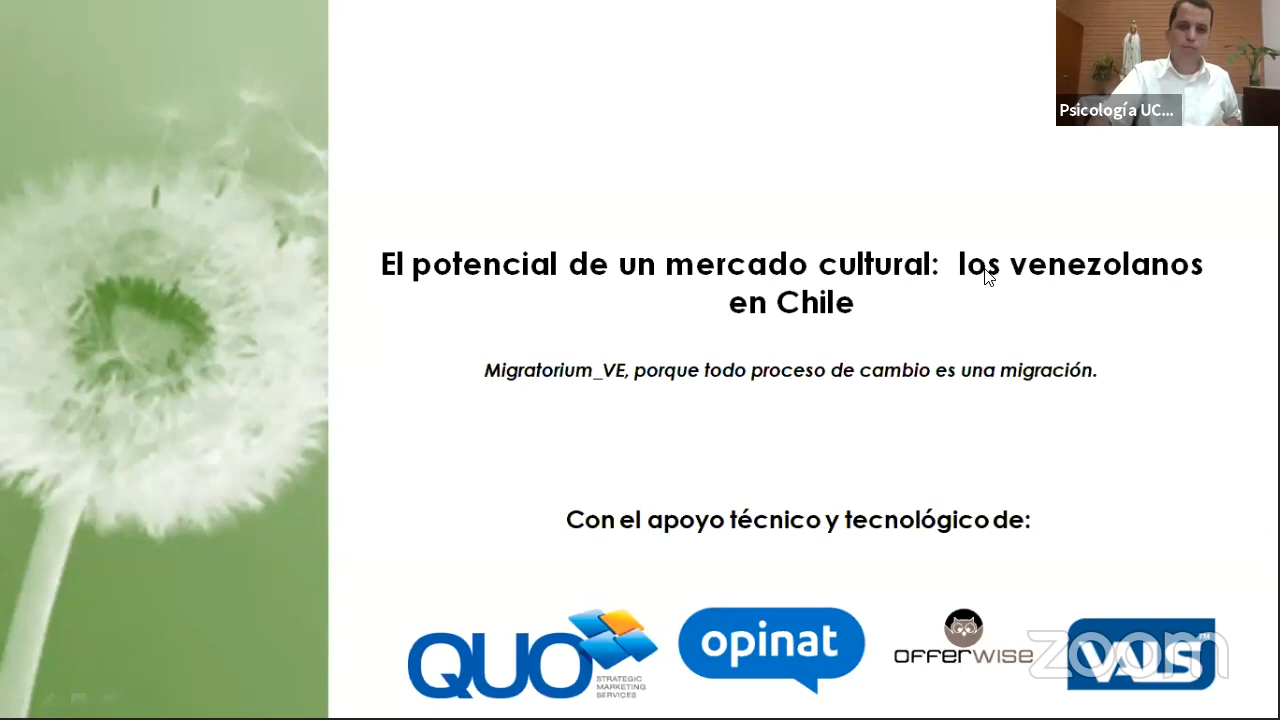 Psicología UC...
El potencial de un mercado cultural: los venezolanos
en Chile
Migratorium_VE, porque todo proceso de cambio es una migración.
Con el apoyo técnico y tecnológico de:
QUO
STRATEGIC
MARKETING
SERVICES
opinat
OFFERWISE
VALS™
zoom